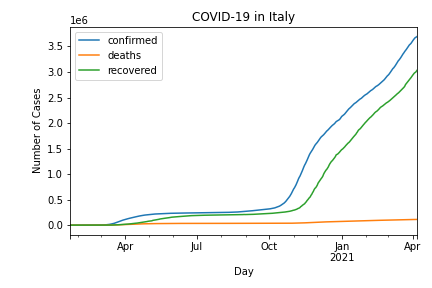 COVID-19 in Italy
1e6
confirmed
deaths
recovered
3.5
3.0
2.5
2.0
1.5
1.0
0.5
0.0
Number of Cases
Apr
Jul
Oct
Jan
2021
Apr
Day